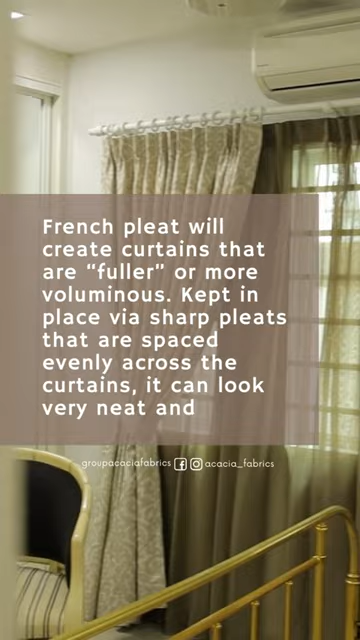 French pleat will
create curtains that
are "fuller" or more
voluminous. Kept in
place via sharp pleats
that are spaced
evenly across the
curtains, it can look
very neat and
groupacaciafabrics acacia_fabrics